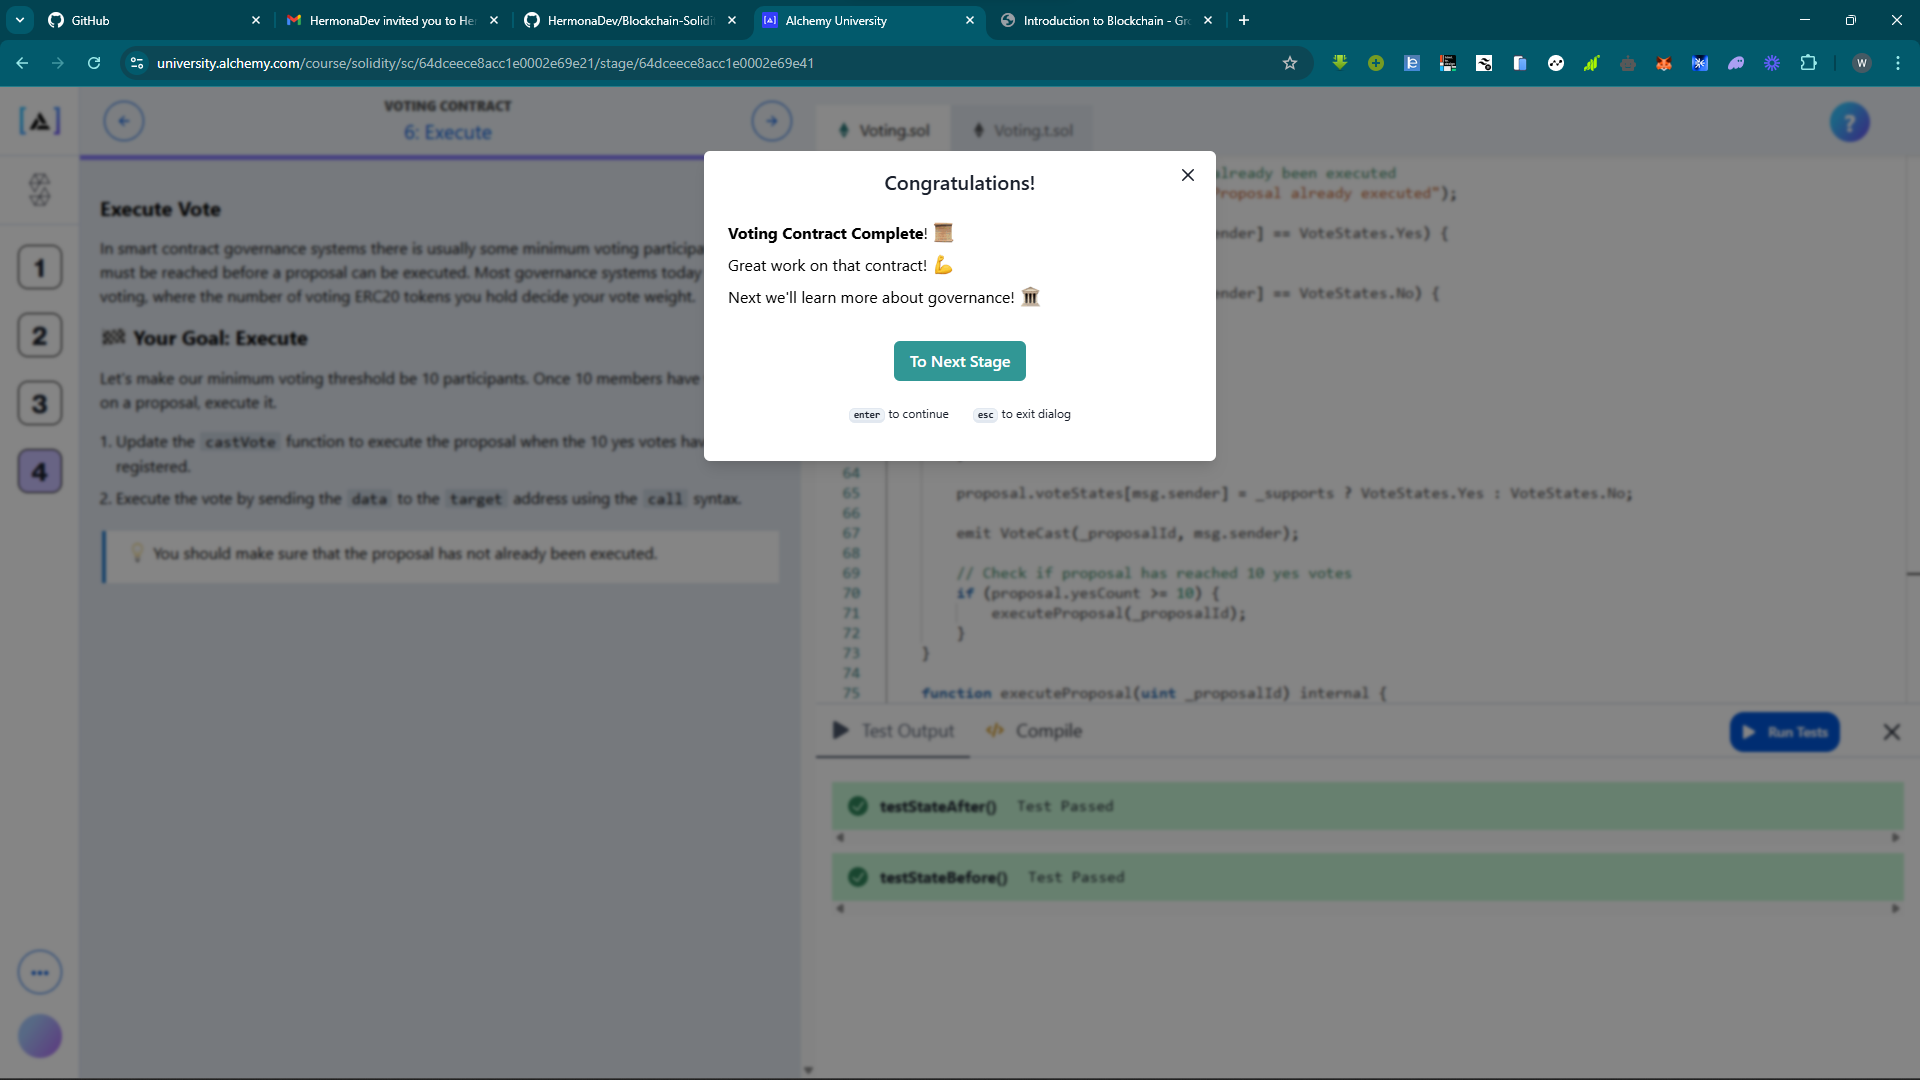 GitHub
HermonaDev invited you to He
HermonaDev/Blockchain-Solidi
Alchemy University
Introduction to Blockchain - Gr
university.alchemy.com/course/solidity/sc/64dceece8acc1e0002e69e21/stage/64dceece8acc1e0002e69e41
W
VOTING CONTRACT
6: Execute
Voting.sol
Voting.t.sol
?
1
2
3
4
Execute Vote
In smart contract governance systems there is usually some minimum voting participa
must be reached before a proposal can be executed. Most governance systems today
voting, where the number of voting ERC20 tokens you hold decide your vote weight.
Your Goal: Execute
Let's make our minimum voting threshold be 10 participants. Once 10 members have
on a proposal, execute it.
1. Update the castVote function to execute the proposal when the 10 yes votes hav
registered.
2. Execute the vote by sending the data to the target address using the call syntax.
You should make sure that the proposal has not already been executed.
Congratulations!
Voting Contract Complete!
Great work on that contract!
Next we'll learn more about governance!
To Next Stage
enter to continue
esc to exit dialog
already been executed
Proposal already executed");
nder] == VoteStates.Yes) {
nder] == VoteStates.No) {
64
65 proposal.voteStates[msg.sender] = _supports ? VoteStates.Yes : VoteStates.No;
66
67 emit VoteCast(_proposalId, msg.sender);
68
69 // Check if proposal has reached 10 yes votes
70 if (proposal.yesCount >= 10) {
71 executeProposal(_proposalId);
72 }
73 }
74
75 function executeProposal(uint _proposalId) internal {
Test Output
Compile
Run Tests
testStateAfter() Test Passed
testStateBefore() Test Passed